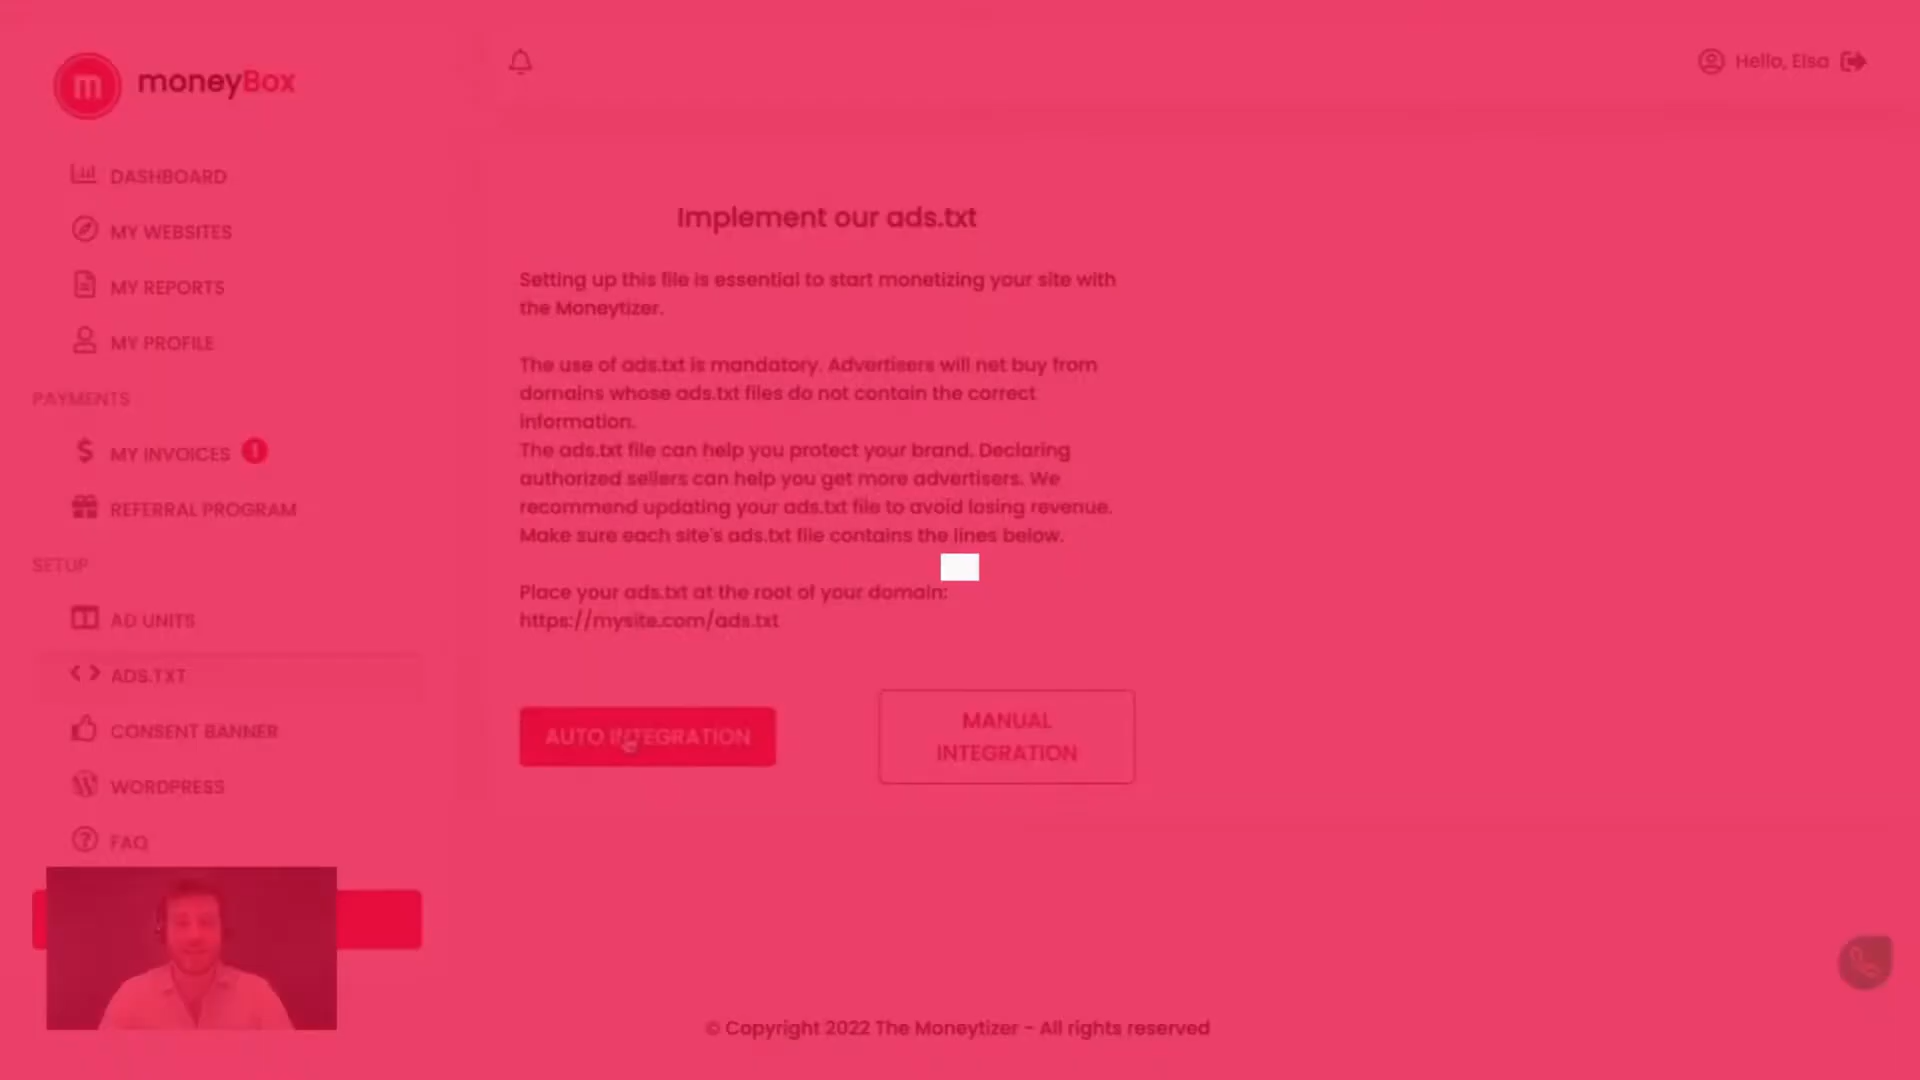 moneyBox
Hello, Elsa
DASHBOARD
MY WEBSITES
MY REPORTS
MY PROFILE
PAYMENTS
MY INVOICES 1
REFERRAL PROGRAM
SETUP
AD UNITS
ADS.TXT
CONSENT BANNER
WORDPRESS
FAQ
Implement our ads.txt
Setting up this file is essential to start monetizing your site with
the Moneytizer.
The use of ads.txt is mandatory. Advertisers will not buy from
domains whose ads.txt files do not contain the correct
information.
The ads.txt file can help you protect your brand. Declaring
authorized sellers can help you get more advertisers. We
recommend updating your ads.txt file to avoid losing revenue.
Make sure each site's ads.txt file contains the lines below.
Place your ads.txt at the root of your domain:
https://mysite.com/ads.txt
AUTO INTEGRATION
MANUAL
INTEGRATION
© Copyright 2022 The Moneytizer - All rights reserved